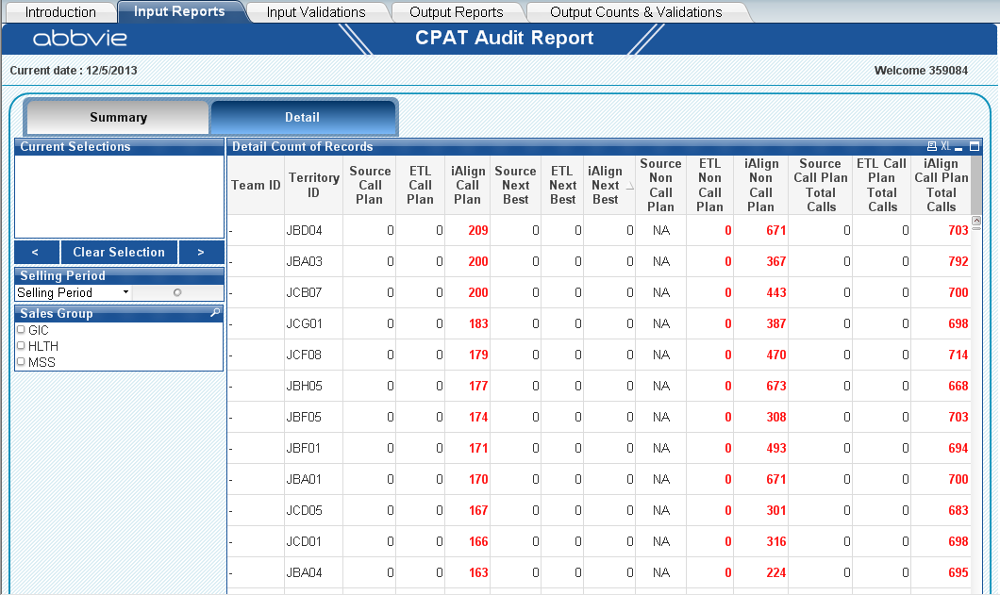 Introduction Input Reports Input Validations Output Reports Output Counts & Validations
abbvie CPAT Audit Report
Current date : 12/5/2013 Welcome 359084
Summary Detail
Current Selections
< Clear Selection >
Selling Period
Selling Period
Sales Group
GIC
HLTH
MSS
Detail Count of Records XL
Team ID Territory ID Source Call Plan ETL Call Plan iAlign Call Plan Source Next Best ETL Next Best iAlign Next Best Source Non Call Plan ETL Non Call Plan iAlign Non Call Plan Source Call Plan Total Calls ETL Call Plan Total Calls iAlign Call Plan Total Calls
- JBD04 0 0 209 0 0 0 NA 0 671 0 0 703
- JBA03 0 0 200 0 0 0 NA 0 367 0 0 792
- JCB07 0 0 200 0 0 0 NA 0 443 0 0 700
- JCG01 0 0 183 0 0 0 NA 0 387 0 0 698
- JCF08 0 0 179 0 0 0 NA 0 470 0 0 714
- JBH05 0 0 177 0 0 0 NA 0 673 0 0 668
- JBF05 0 0 174 0 0 0 NA 0 308 0 0 703
- JBF01 0 0 171 0 0 0 NA 0 493 0 0 694
- JBA01 0 0 170 0 0 0 NA 0 671 0 0 700
- JCD05 0 0 167 0 0 0 NA 0 301 0 0 683
- JCD01 0 0 166 0 0 0 NA 0 316 0 0 698
- JBA04 0 0 163 0 0 0 NA 0 224 0 0 695